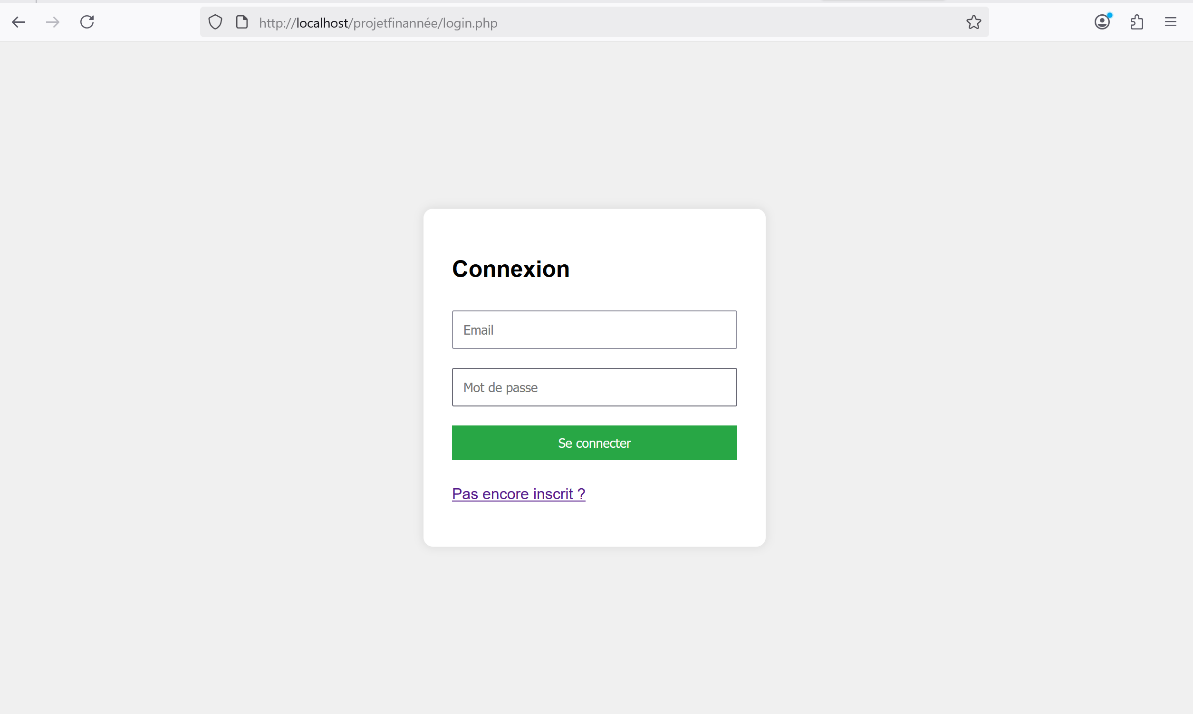 http://localhost/projetfinannée/login.php
Connexion
Email
Mot de passe
Se connecter
Pas encore inscrit ?